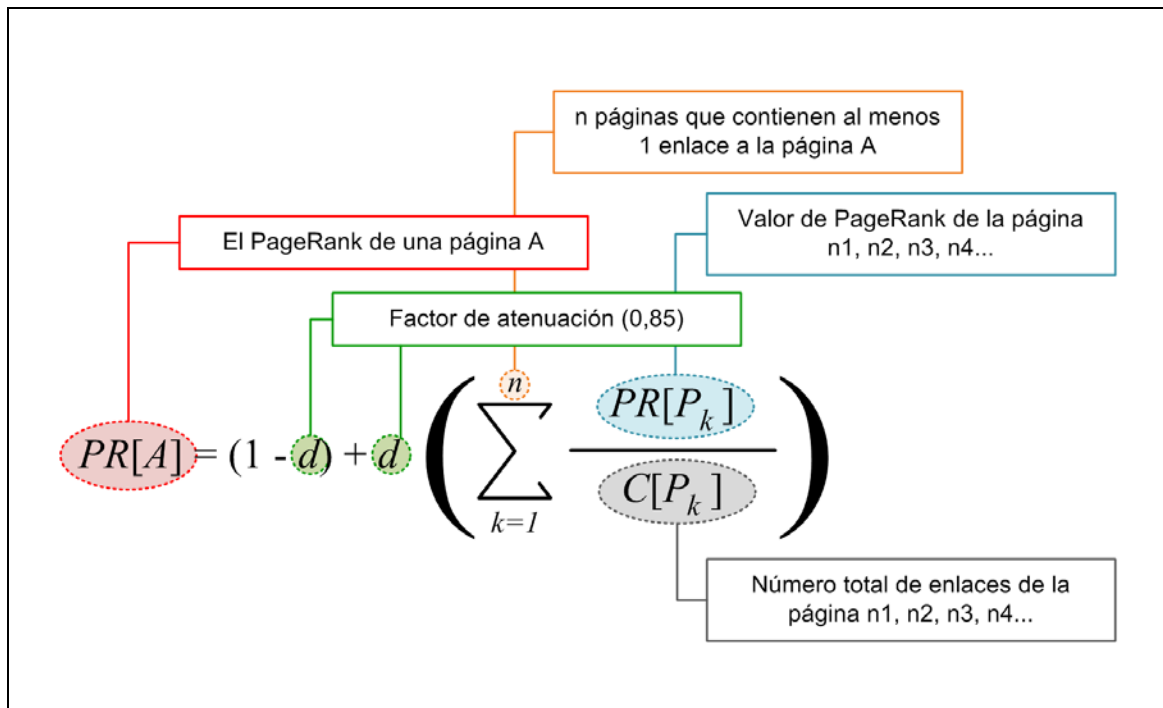 n páginas que contienen al menos
1 enlace a la página A
El PageRank de una página A
Valor de PageRank de la página
n1, n2, n3, n4...
Factor de atenuación (0,85)
n
PR[P_k]
PR[A] = (1 - d) + d ( ∑ )
C[P_k]
k=1
Número total de enlaces de la
página n1, n2, n3, n4...